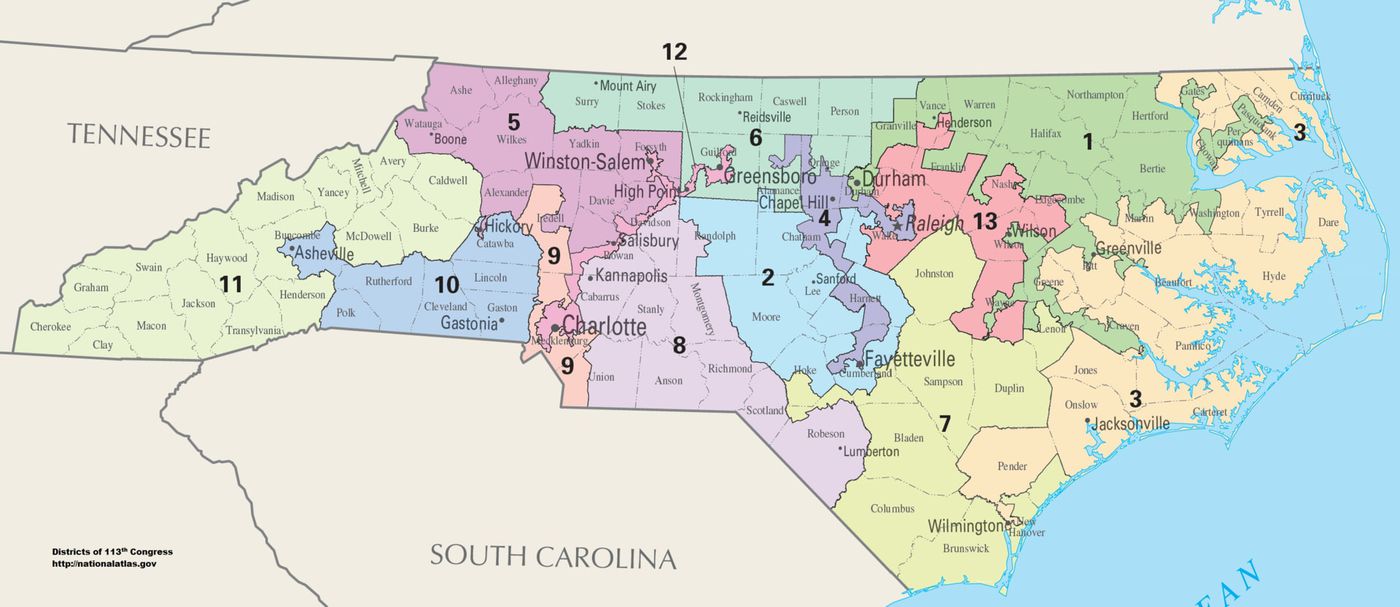 12
TENNESSEE
Ashe
Alleghany
Mount Airy
Surry
Stokes
Rockingham
Caswell
Person
Reidsville
Granville
Vance
Henderson
Warren
Northampton
Hertford
Halifax
1
Bertie
Gates
Camden
Currituck
Pasquotank
Per-
quimans
Chowan
3
Watauga
Boone
5
Wilkes
Yadkin
Forsyth
Winston-Salem
Guilford
6
Greensboro
High Point
Orange
Alamance
Durham
Durham
Chapel Hill
Franklin
Nash
Edgecombe
Martin
Washington
Tyrrell
Dare
Avery
Mitchell
Yancey
Madison
Caldwell
Alexander
Iredell
Davie
Davidson
Randolph
Chatham
4
Wake
Raleigh
13
Wilson
Wilson
Greenville
Pitt
Beaufort
Hyde
Buncombe
Asheville
McDowell
Burke
Hickory
Catawba
9
Salisbury
Rowan
Haywood
Swain
Graham
11
Jackson
Henderson
Rutherford
10
Lincoln
Kannapolis
Cabarrus
2
Sanford
Lee
Harnett
Johnston
Greene
Wayne
Lenoir
Craven
Pamlico
Cherokee
Macon
Clay
Transylvania
Polk
Cleveland
Gaston
Gastonia
Charlotte
Mecklenburg
Stanly
Montgomery
Moore
8
9
Union
Anson
Richmond
Hoke
Fayetteville
Cumberland
Sampson
Duplin
Jones
3
Onslow
Jacksonville
Carteret
Scotland
Robeson
Lumberton
Bladen
7
Pender
Columbus
Wilmington
New
Hanover
Brunswick
SOUTH CAROLINA
Districts of 113th Congress
http://nationalatlas.gov
EAN